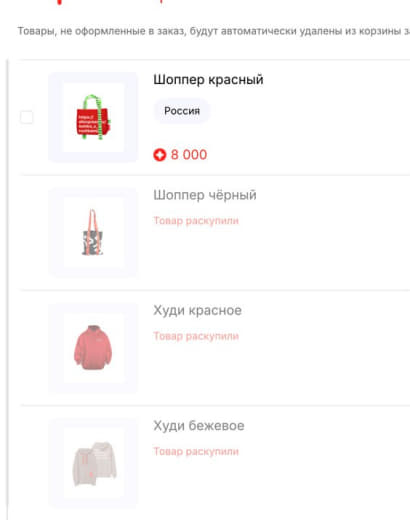 Товары, не оформленные в заказ, будут автоматически удалены из корзины
Шоппер красный
Россия
8 000
Шоппер чёрный
Товар раскупили
Худи красное
Товар раскупили
Худи бежевое
Товар раскупили